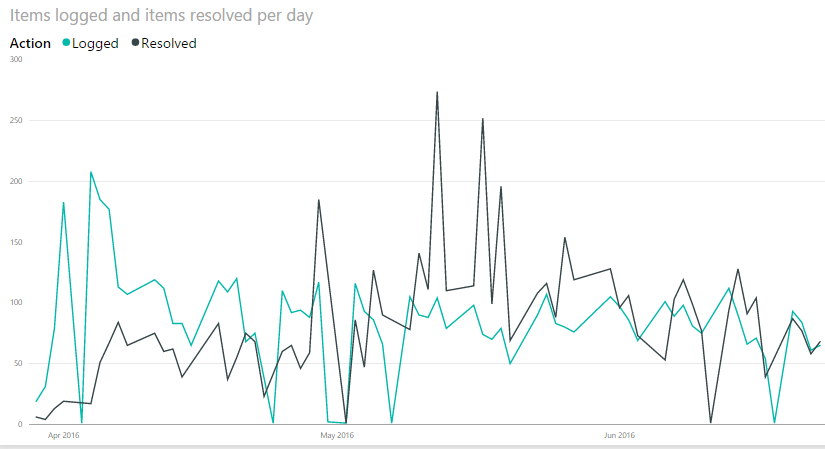 Items logged and items resolved per day
Action Logged Resolved
300
250
200
150
100
50
0
Apr 2016 May 2016 Jun 2016